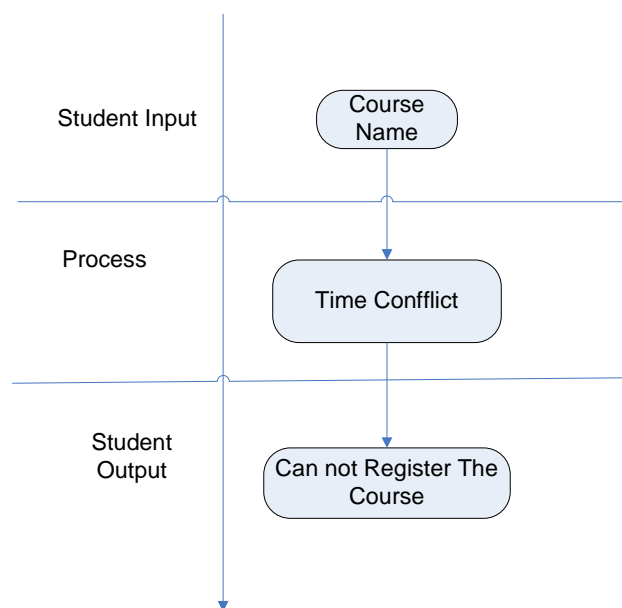 Student Input
Course
Name
Process
Time Confflict
Student
Output
Can not Register The
Course